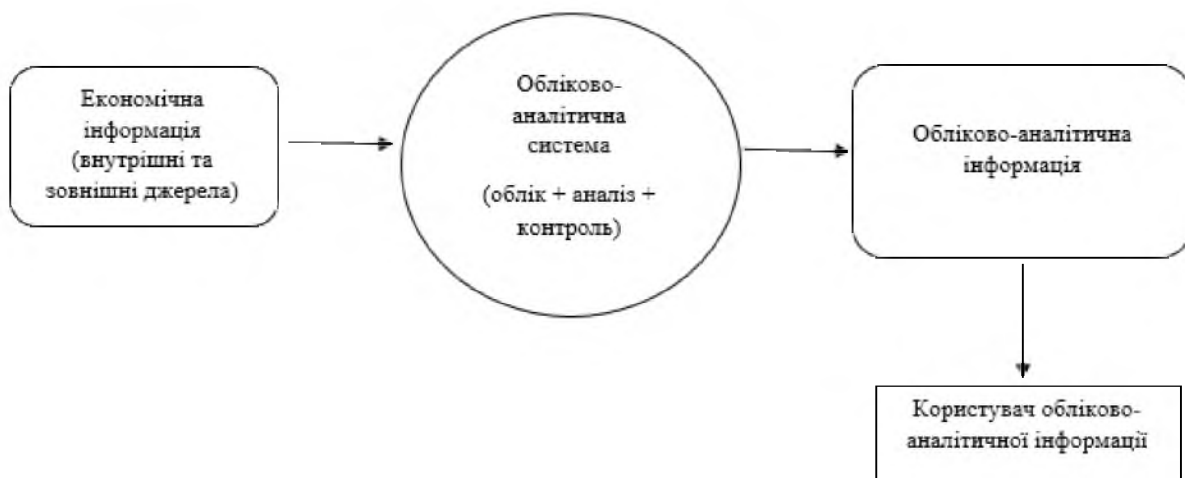 Економічна
інформація
(внутрішні та
зовнішні джерела)
Обліково-
аналітична
система
(облік + аналіз +
контроль)
Обліково-аналітична
інформація
Користувач обліково-
аналітичної інформації